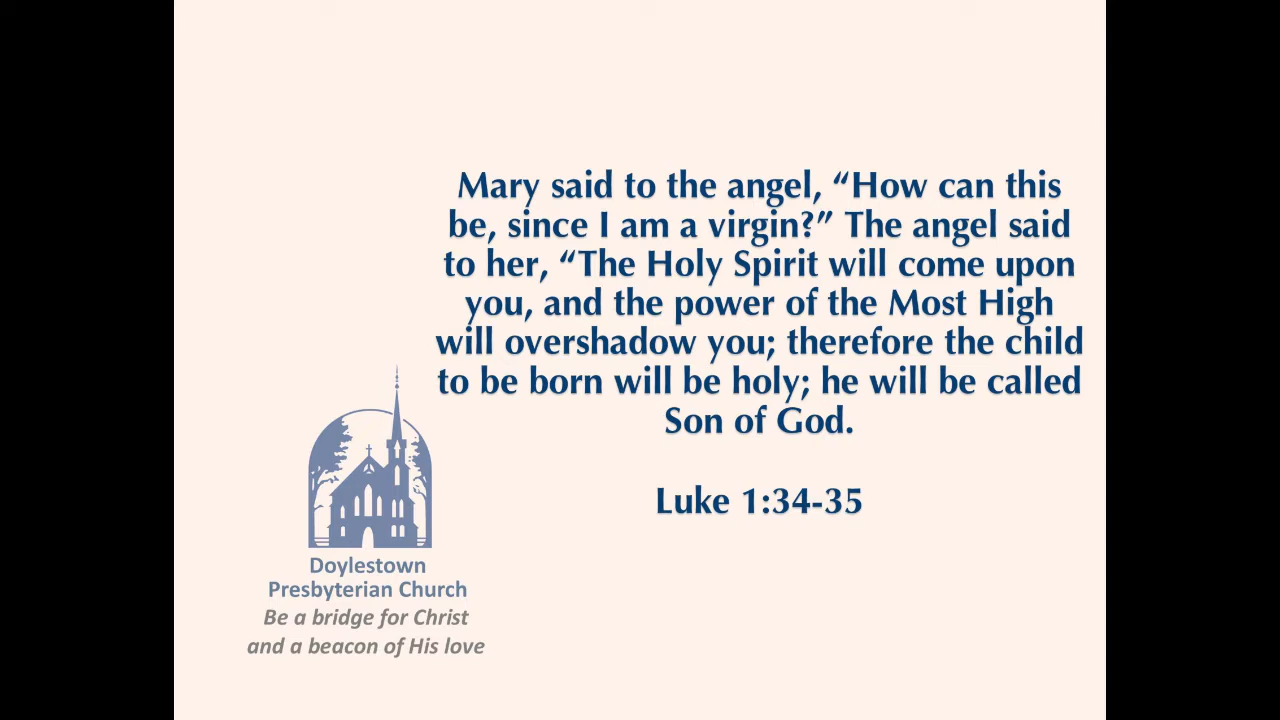 Mary said to the angel, “How can this
be, since I am a virgin?” The angel said
to her, “The Holy Spirit will come upon
you, and the power of the Most High
will overshadow you; therefore the child
to be born will be holy; he will be called
Son of God.
Luke 1:34-35
Doylestown
Presbyterian Church
Be a bridge for Christ
and a beacon of His love